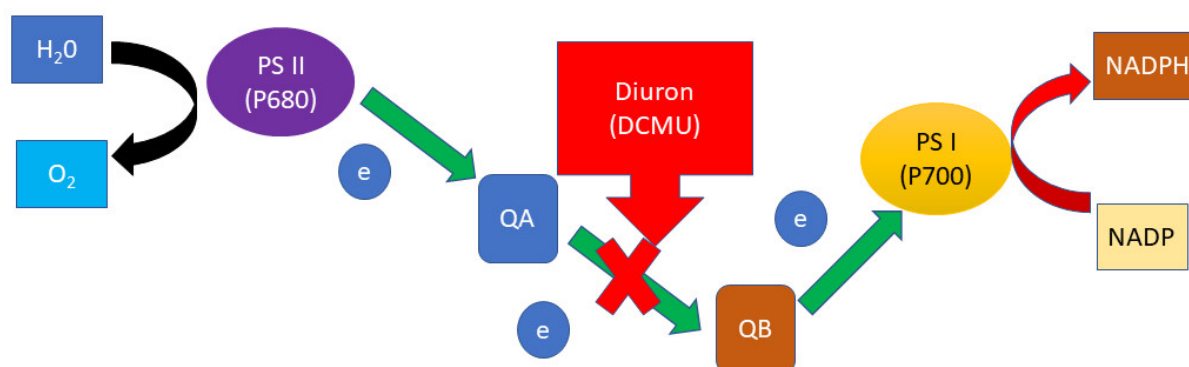 H₂0
O₂
PS II
(P680)
e
QA
e
Diuron
(DCMU)
QB
e
PS I
(P700)
NADPH
NADP